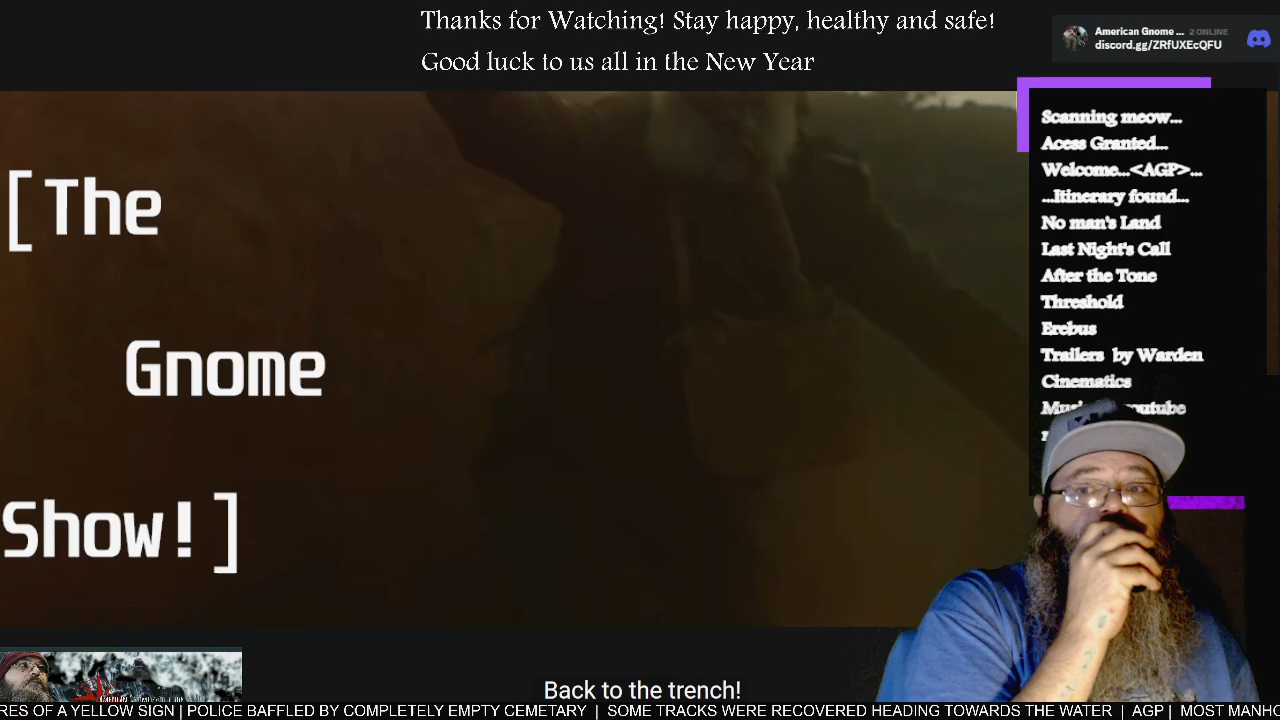 Thanks for Watching! Stay happy, healthy and safe!
Good luck to us all in the New Year
American Gnome ... 2 ONLINE
discord.gg/ZRfUXEcQFU
[The
Gnome
Show!]
Scanning meow...
Acess Granted...
Welcome...<AGP>...
...Itinerary found...
No man's Land
Last Night's Call
After the Tone
Threshold
Erebus
Trailers by Warden
Cinematics
Back to the trench!
RES OF A YELLOW SIGN | POLICE BAFFLED BY COMPLETELY EMPTY CEMETARY | SOME TRACKS WERE RECOVERED HEADING TOWARDS THE WATER | AGP | MOST MANHO